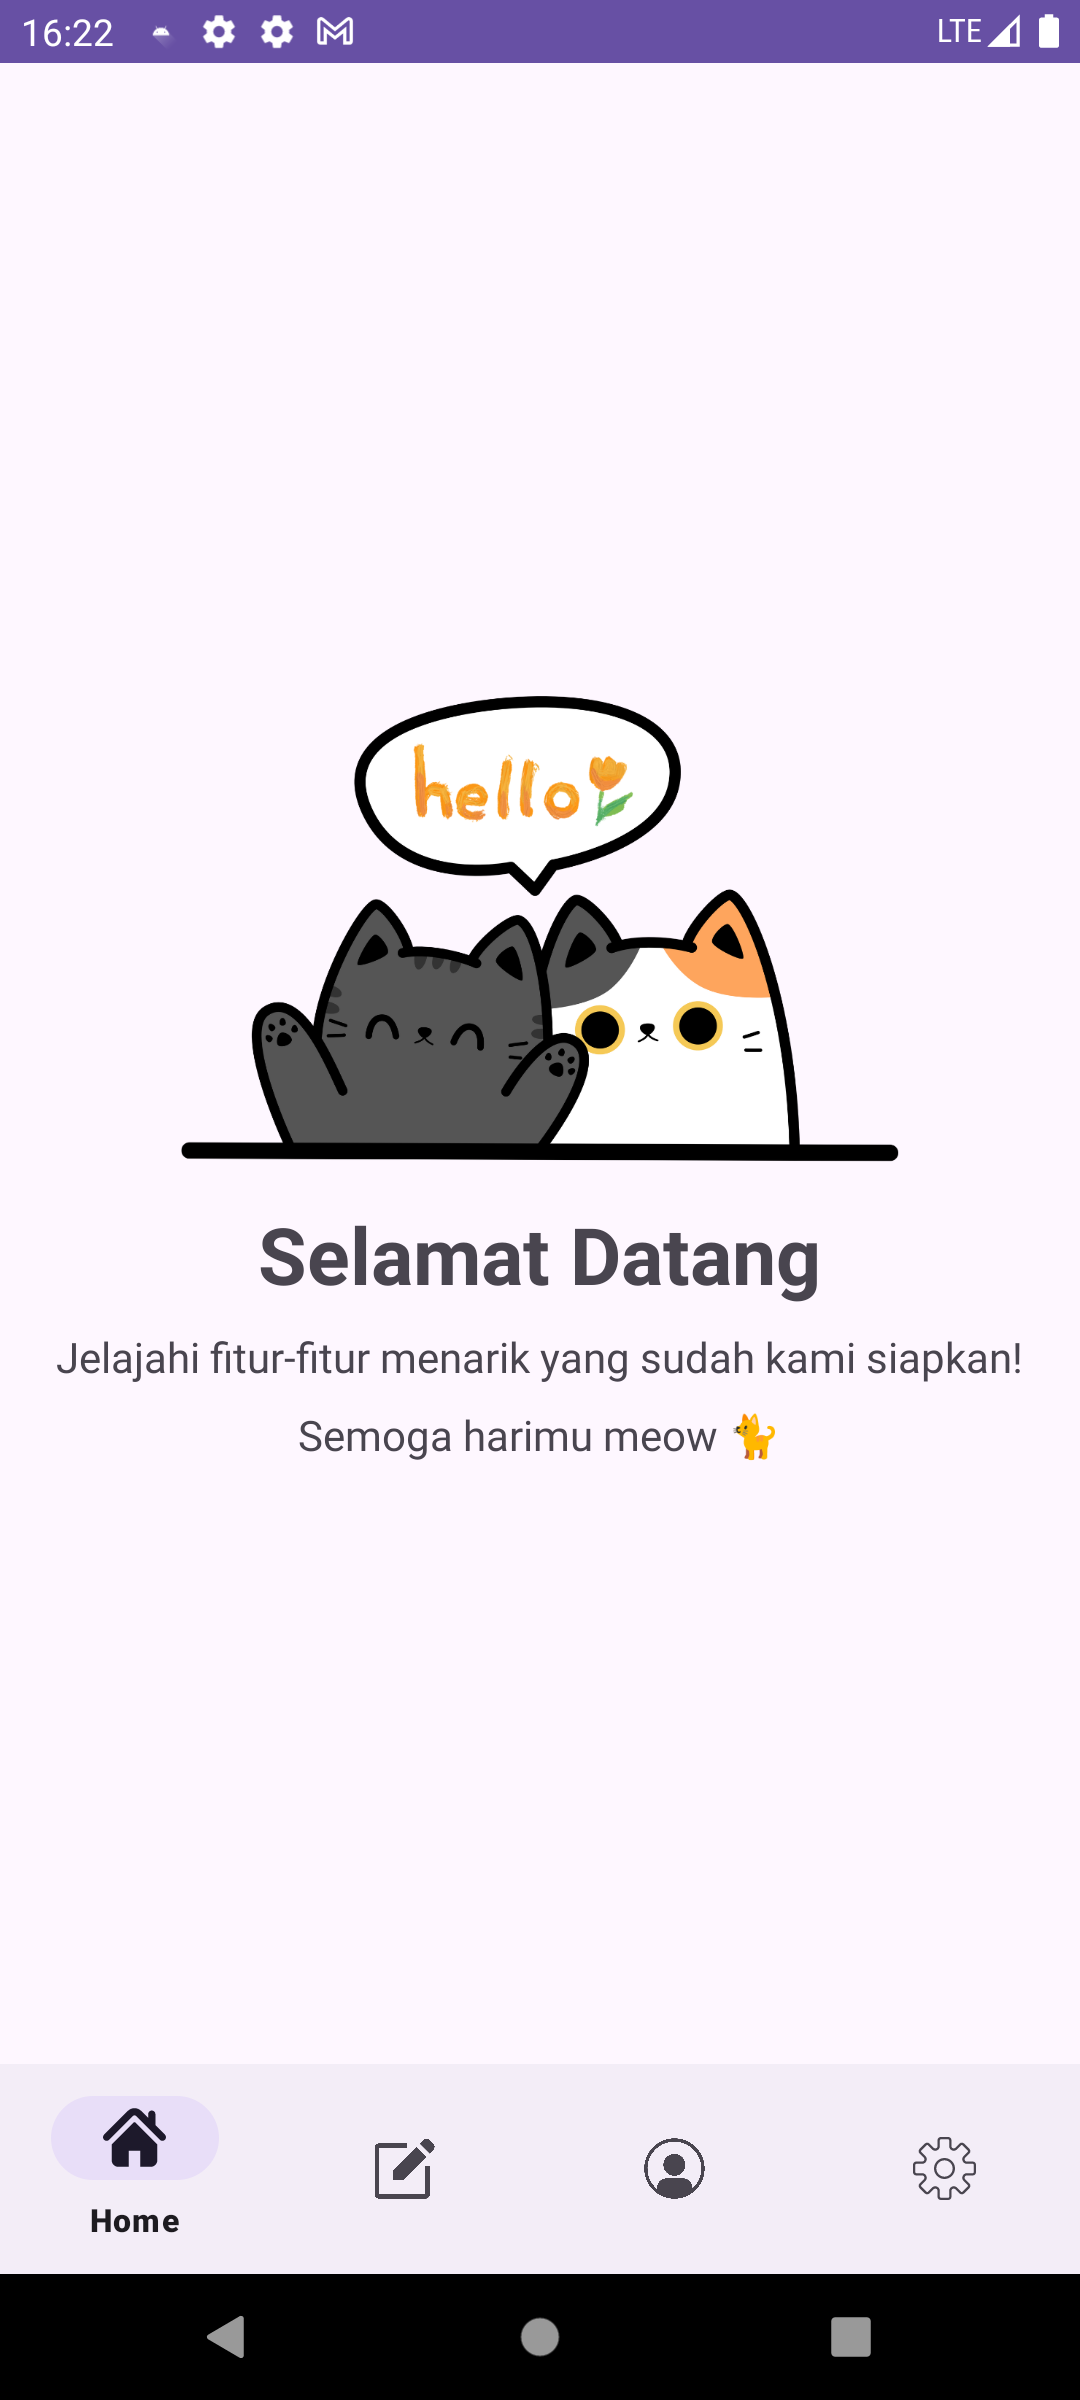 16:22
LTE
hello
Selamat Datang
Jelajahi fitur-fitur menarik yang sudah kami siapkan!
Semoga harimu meow 🐈
Home